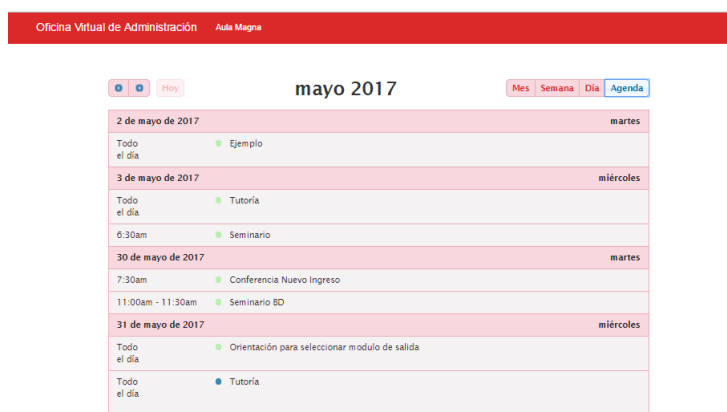 Oficina Virtual de Administración Aula Magna
Hoy mayo 2017 Mes Semana Día Agenda
2 de mayo de 2017 martes
Todo
el día
Ejemplo
3 de mayo de 2017 miércoles
Todo
el día
Tutoría
6:30am Seminario
30 de mayo de 2017 martes
7:30am Conferencia Nuevo Ingreso
11:00am - 11:30am Seminario BD
31 de mayo de 2017 miércoles
Todo
el día
Orientación para seleccionar modulo de salida
Todo
el día
Tutoría